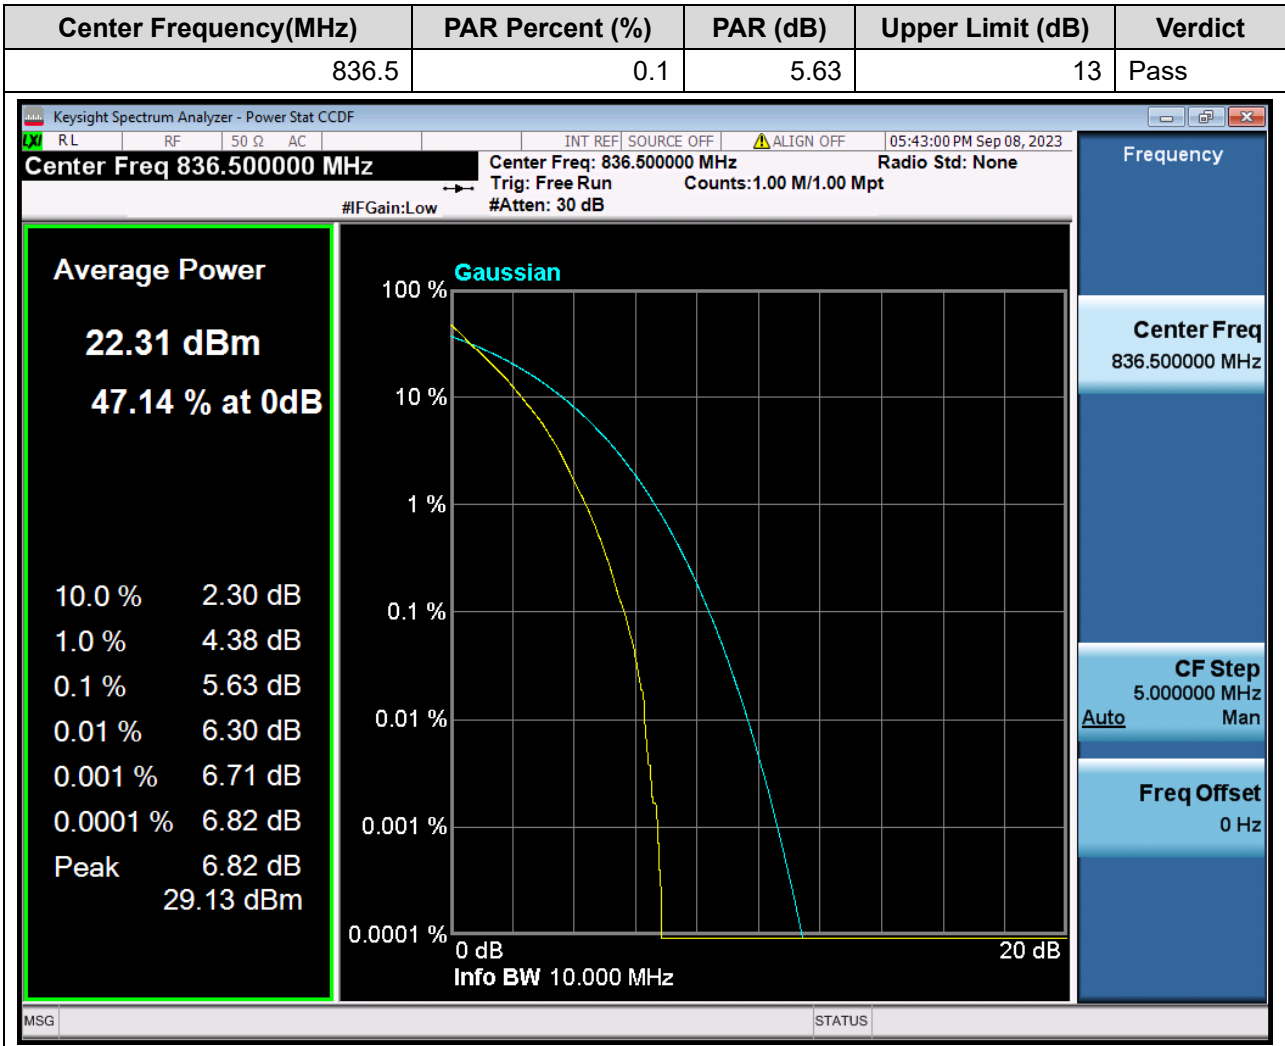 Center Frequency(MHz) PAR Percent (%) PAR (dB) Upper Limit (dB) Verdict
836.5 0.1 5.63 13 Pass
Keysight Spectrum Analyzer - Power Stat CCDF
LXI RL RF 50 Ω AC INT REF SOURCE OFF ALIGN OFF 05:43:00 PM Sep 08, 2023
Center Freq 836.500000 MHz
#IFGain:Low
Center Freq: 836.500000 MHz Radio Std: None
Trig: Free Run Counts:1.00 M/1.00 Mpt
#Atten: 30 dB
Average Power
22.31 dBm
47.14 % at 0dB
10.0 % 2.30 dB
1.0 % 4.38 dB
0.1 % 5.63 dB
0.01 % 6.30 dB
0.001 % 6.71 dB
0.0001 % 6.82 dB
Peak 6.82 dB
29.13 dBm
Gaussian
100 %
10 %
1 %
0.1 %
0.01 %
0.001 %
0.0001 %
0 dB 20 dB
Info BW 10.000 MHz
Frequency
Center Freq
836.500000 MHz
CF Step
5.000000 MHz
Auto Man
Freq Offset
0 Hz
MSG STATUS